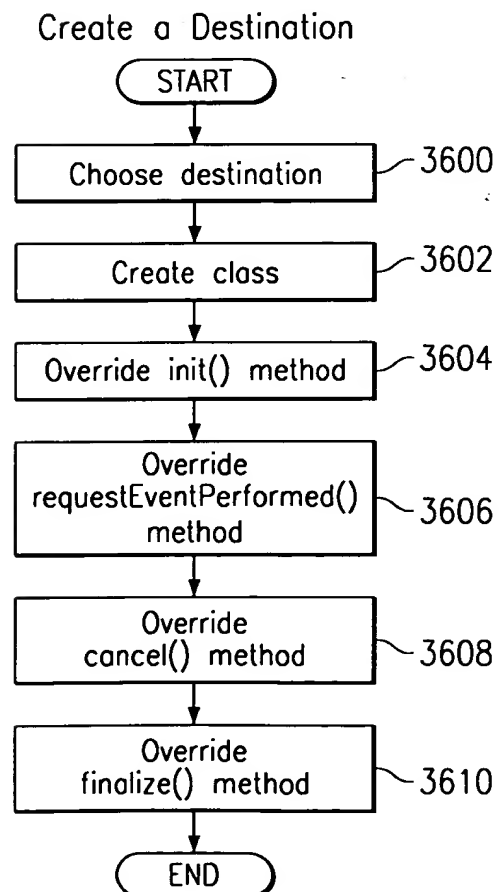 Create a Destination
START
Choose destination
3600
Create class
3602
Override init() method
3604
Override
requestEventPerformed()
method
3606
Override
cancel() method
3608
Override
finalize() method
3610
END